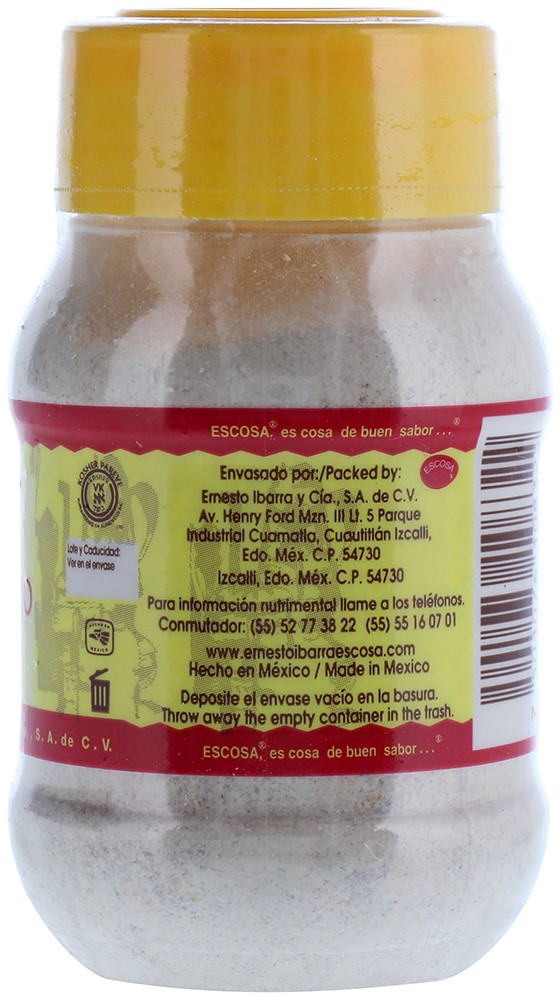 ESCOSA® es cosa de buen sabor...®
KOSHER PAREVE
Envasado por:/Packed by:
ESCOSA
Ernesto Ibarra y Cía., S.A. de C.V.
Av. Henry Ford Mzn. III Lt. 5 Parque
Industrial Cuamatla, Cuautitlán Izcalli,
Edo. Méx. C.P. 54730
Izcalli, Edo. Méx. C.P. 54730
Lote y Caducidad:
Ver en el envase
Para información nutrimental llame a los teléfonos.
Conmutador: (55) 52 77 38 22 (55) 55 16 07 01
HECHO EN MEXICO
www.ernestoibarraescosa.com
Hecho en México / Made in Mexico
Deposite el envase vacío en la basura.
Throw away the empty container in the trash.
, S.A. de C.V.
ESCOSA® es cosa de buen sabor...®